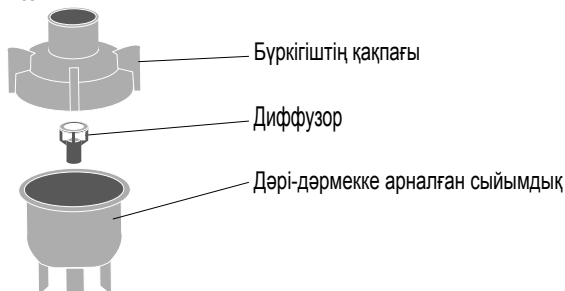 Бүркігіштің қақпағы
Диффузор
Дәрі-дәрмекке арналған сыйымдық